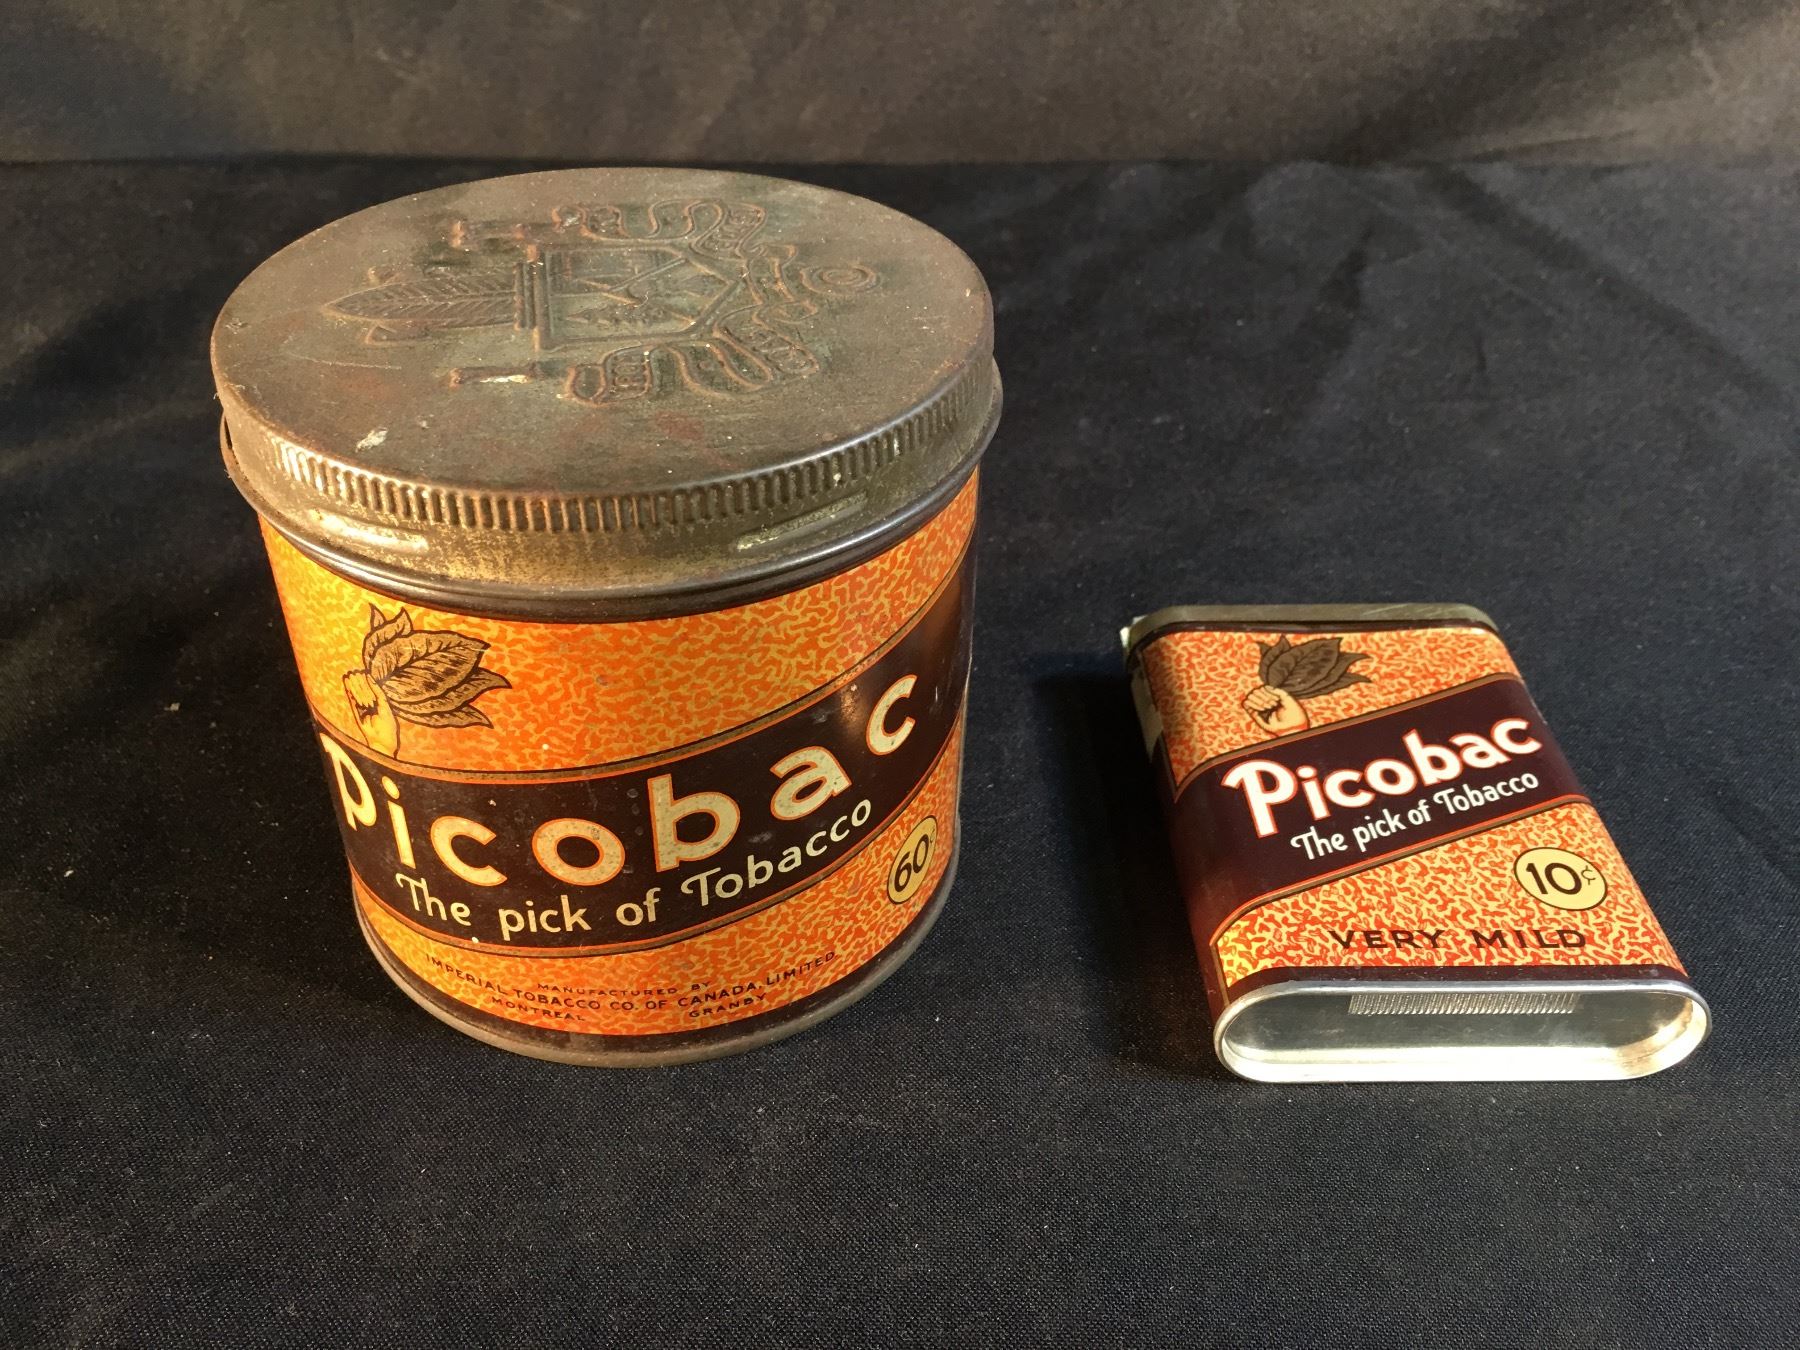 Picobac
The pick of Tobacco
60¢
MANUFACTURED BY
IMPERIAL TOBACCO CO. OF CANADA, LIMITED
MONTREAL GRANBY
Picobac
The pick of Tobacco
10¢
VERY MILD